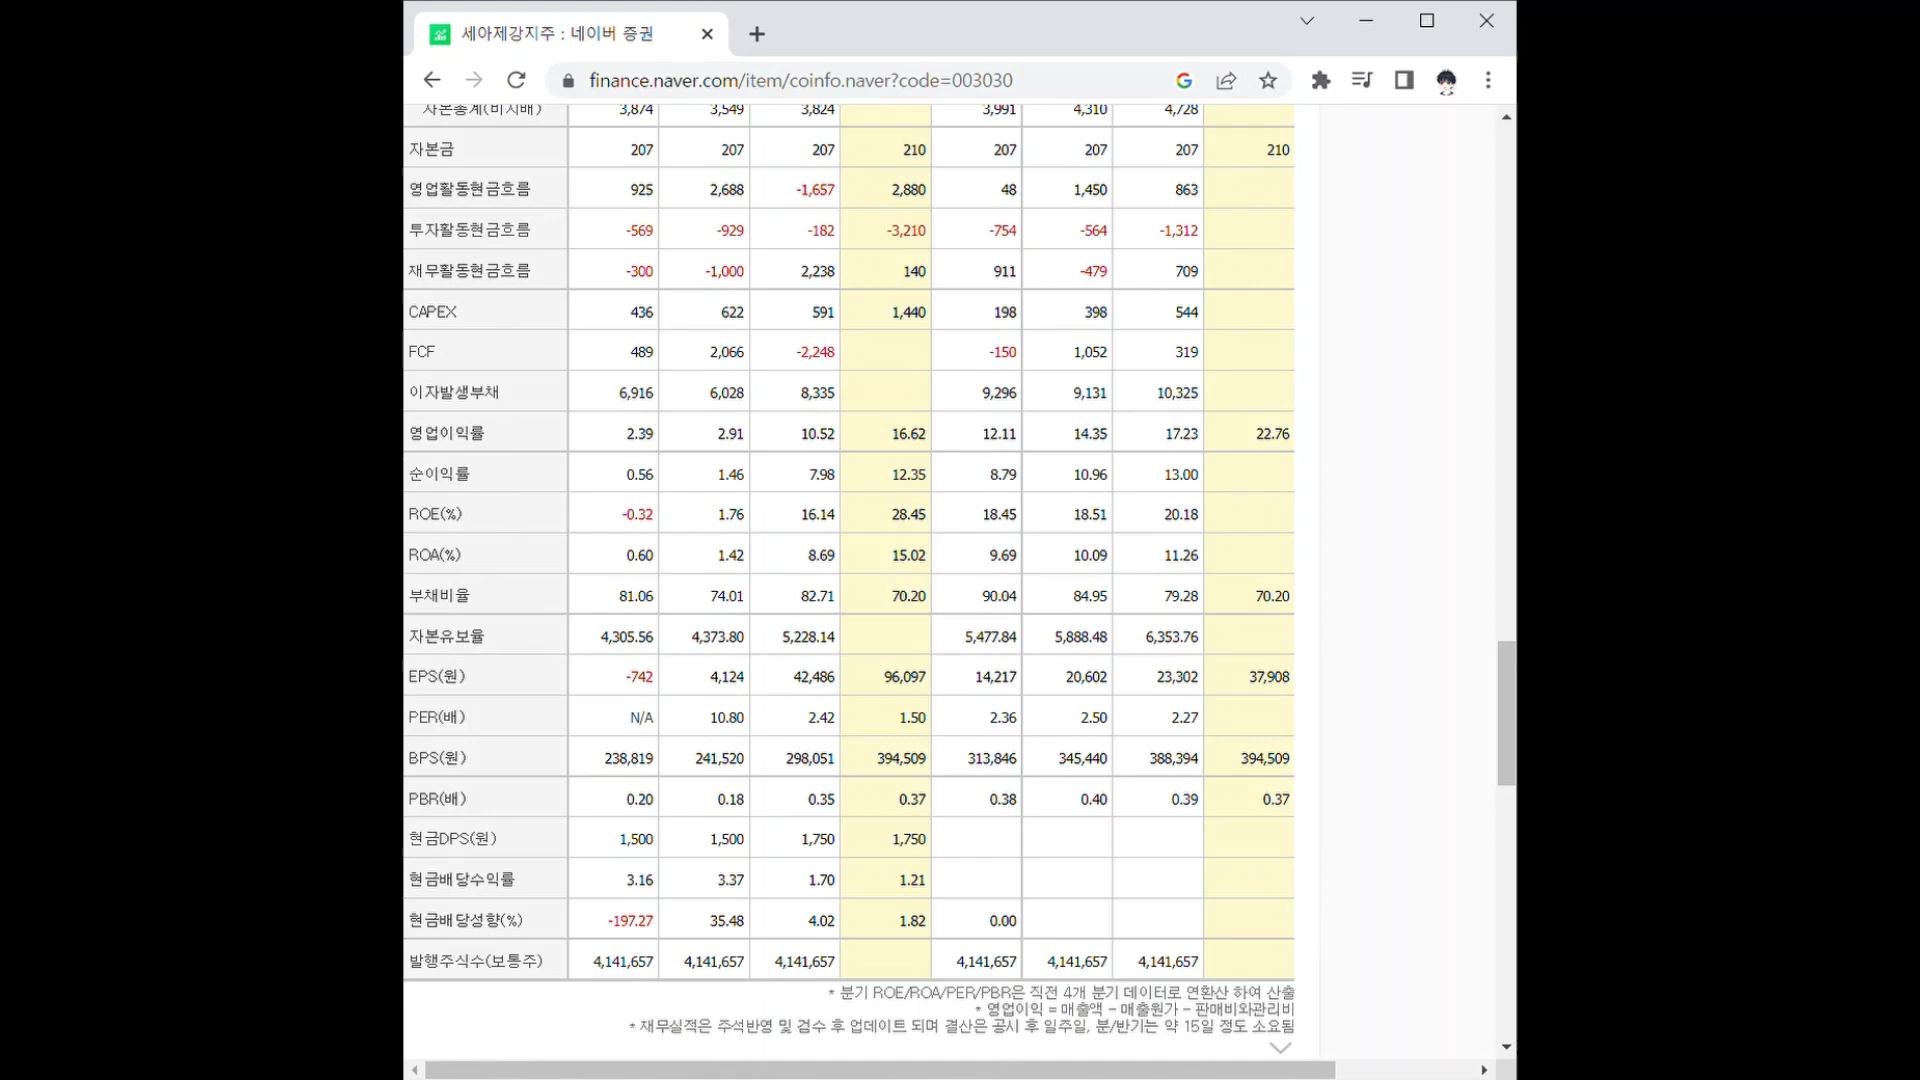 세아제강지주 : 네이버 증권
finance.naver.com/item/coinfo.naver?code=003030
자본총계(비지배) 3,874 3,549 3,824 3,991 4,310 4,728
자본금 207 207 207 210 207 207 207 210
영업활동현금흐름 925 2,688 -1,657 2,880 48 1,450 863
투자활동현금흐름 -569 -929 -182 -3,210 -754 -564 -1,312
재무활동현금흐름 -300 -1,000 2,238 140 911 -479 709
CAPEX 436 622 591 1,440 198 398 544
FCF 489 2,066 -2,248 -150 1,052 319
이자발생부채 6,916 6,028 8,335 9,296 9,131 10,325
영업이익률 2.39 2.91 10.52 16.62 12.11 14.35 17.23 22.76
순이익률 0.56 1.46 7.98 12.35 8.79 10.96 13.00
ROE(%) -0.32 1.76 16.14 28.45 18.45 18.51 20.18
ROA(%) 0.60 1.42 8.69 15.02 9.69 10.09 11.26
부채비율 81.06 74.01 82.71 70.20 90.04 84.95 79.28 70.20
자본유보율 4,305.56 4,373.80 5,228.14 5,477.84 5,888.48 6,353.76
EPS(원) -742 4,124 42,486 96,097 14,217 20,602 23,302 37,908
PER(배) N/A 10.80 2.42 1.50 2.36 2.50 2.27
BPS(원) 238,819 241,520 298,051 394,509 313,846 345,440 388,394 394,509
PBR(배) 0.20 0.18 0.35 0.37 0.38 0.40 0.39 0.37
현금DPS(원) 1,500 1,500 1,750 1,750
현금배당수익률 3.16 3.37 1.70 1.21
현금배당성향(%) -197.27 35.48 4.02 1.82 0.00
발행주식수(보통주) 4,141,657 4,141,657 4,141,657 4,141,657 4,141,657 4,141,657
* 분기 ROE/ROA/PER/PBR은 직전 4개 분기 데이터로 연환산 하여 산출
* 영업이익 = 매출액 - 매출원가 - 판매비와관리비
* 재무실적은 주석반영 및 검수 후 업데이트 되며 결산은 공시 후 일주일, 분/반기는 약 15일 정도 소요됨